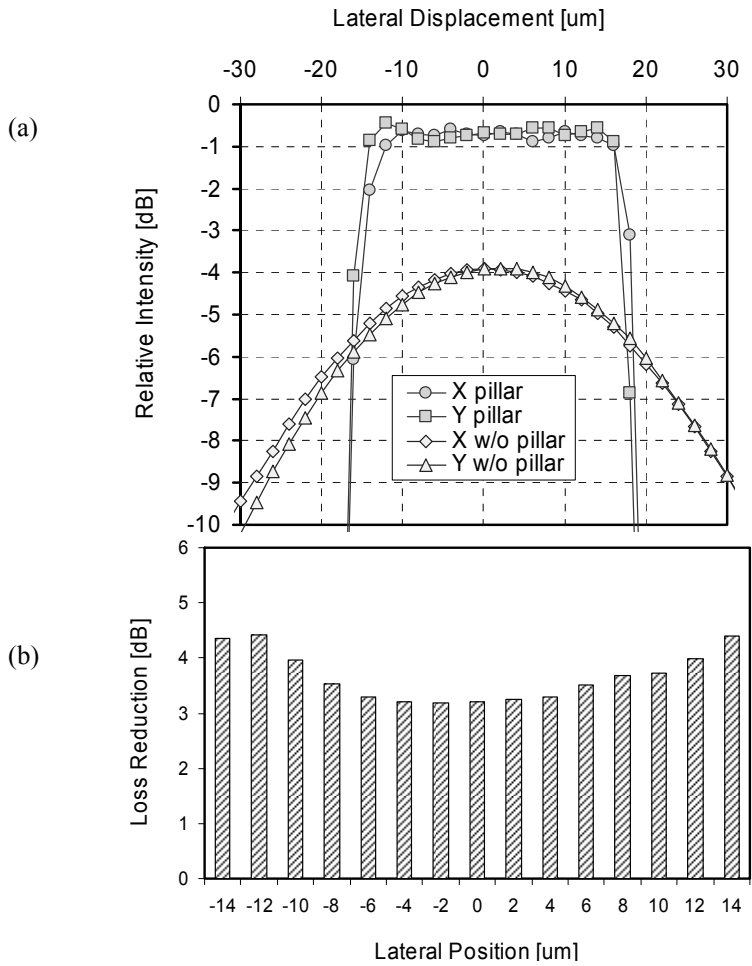 Lateral Displacement [um]
-30 -20 -10 0 10 20 30
(a)
Relative Intensity [dB]
0
-1
-2
-3
-4
-5
-6
-7
-8
-9
-10
X pillar
Y pillar
X w/o pillar
Y w/o pillar
(b)
Loss Reduction [dB]
6
5
4
3
2
1
0
-14 -12 -10 -8 -6 -4 -2 0 2 4 6 8 10 12 14
Lateral Position [um]